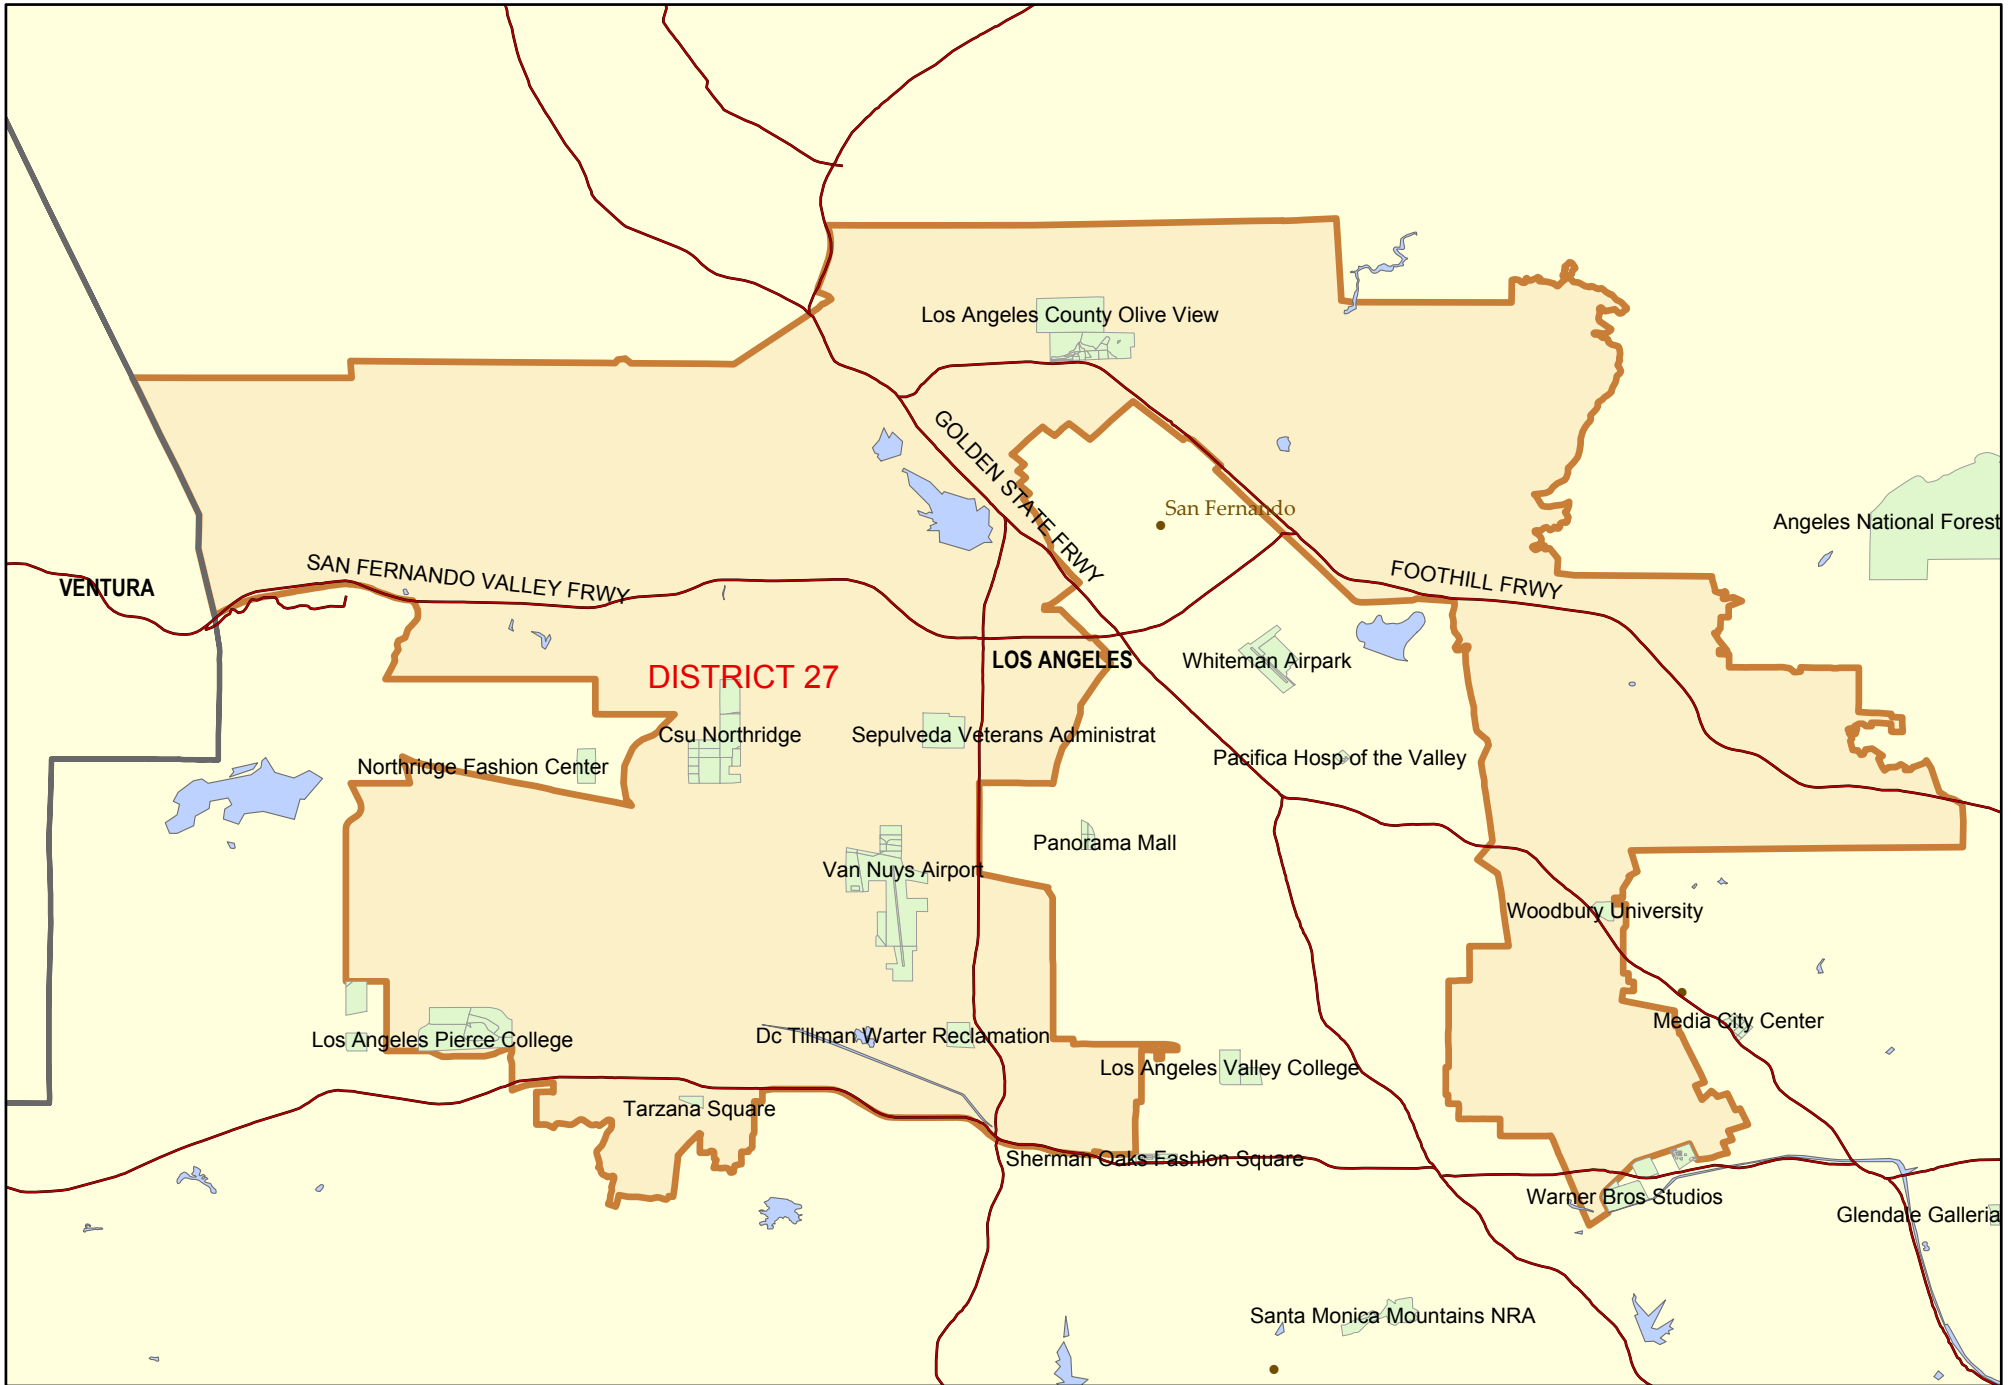 Los Angeles County Olive View
GOLDEN STATE FRWY
San Fernando
Angeles National Forest
SAN FERNANDO VALLEY FRWY
FOOTHILL FRWY
VENTURA
LOS ANGELES
Whiteman Airpark
DISTRICT 27
Csu Northridge
Sepulveda Veterans Administrat
Pacifica Hosp of the Valley
Northridge Fashion Center
Panorama Mall
Van Nuys Airport
Woodbury University
Media City Center
Los Angeles Pierce College
Dc Tillman Warter Reclamation
Los Angeles Valley College
Tarzana Square
Sherman Oaks Fashion Square
Warner Bros Studios
Glendale Galleria
Santa Monica Mountains NRA